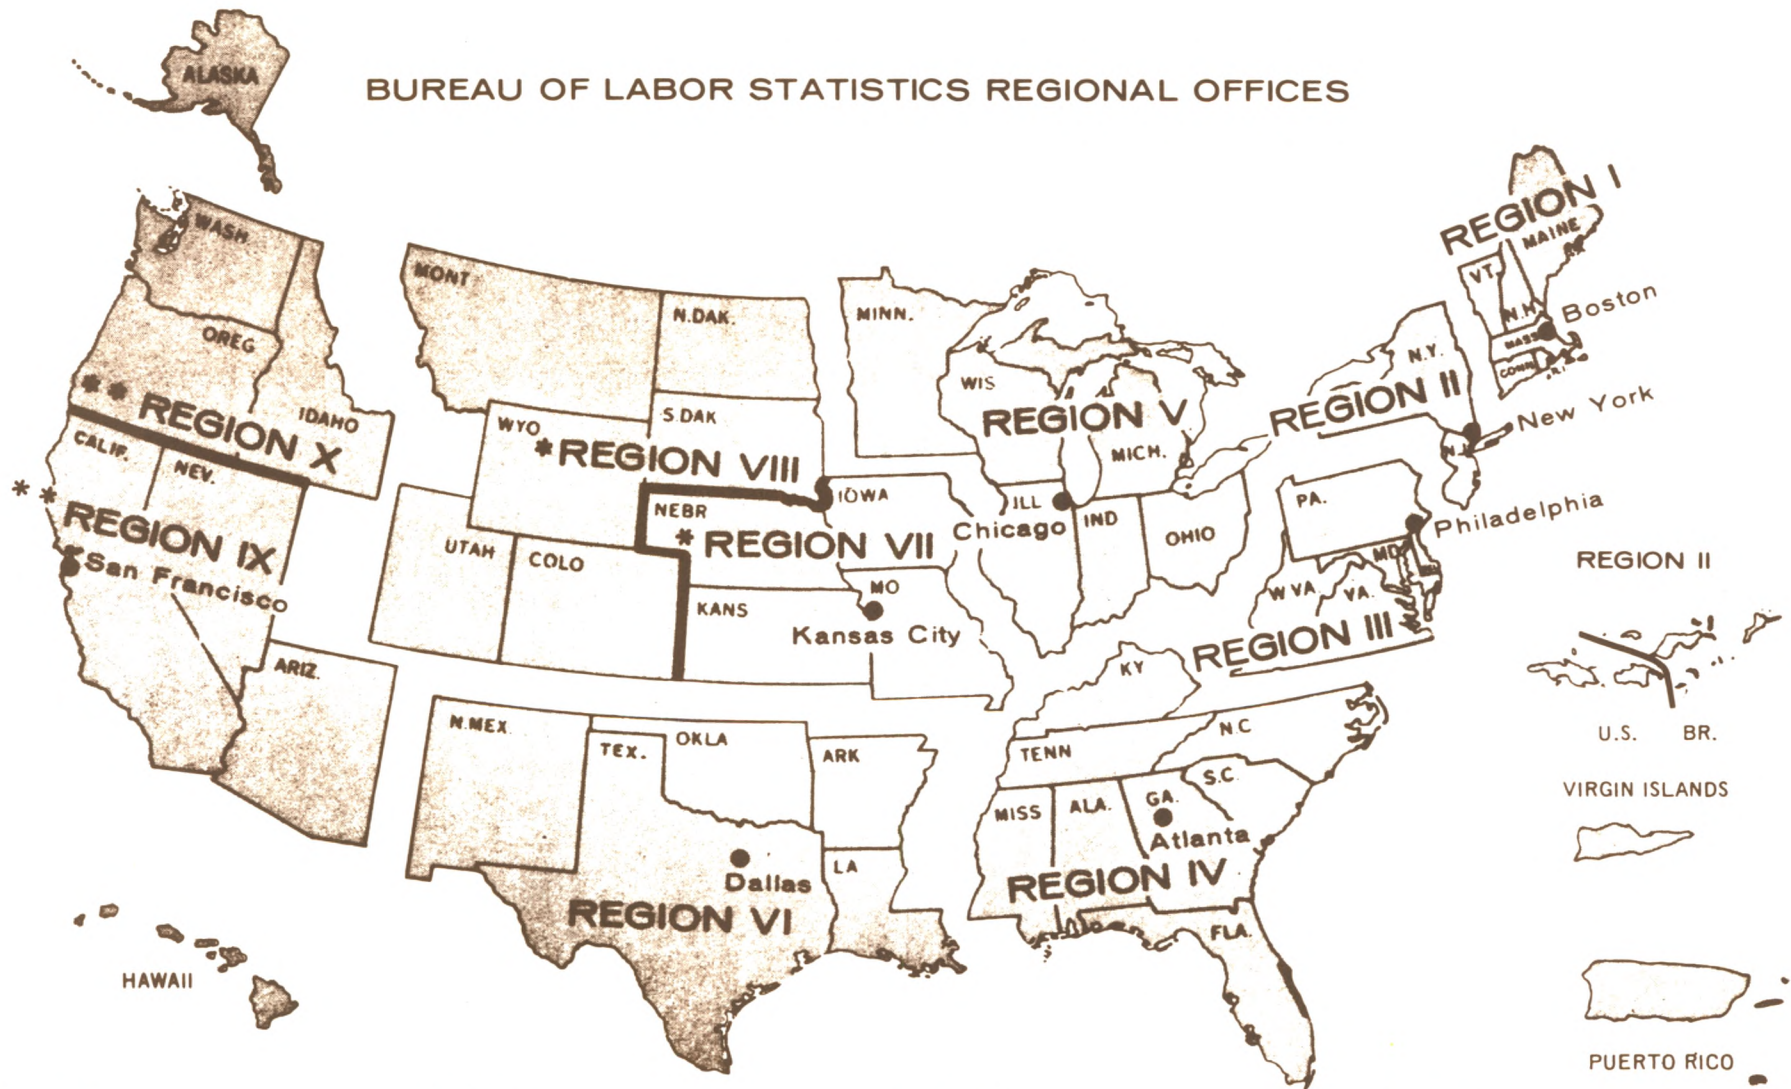 ALASKA
BUREAU OF LABOR STATISTICS REGIONAL OFFICES
REGION I
MAINE
WASH
MONT
N.DAK.
MINN.
VT.
N.H.
Boston
OREG
MASS
N.Y.
CONN
R.I.
WIS
** REGION X
IDAHO
WYO
S.DAK
REGION V
REGION II
New York
CALIF.
NEV.
*REGION VIII
MICH.
N.J.
** REGION IX
NEBR
IOWA
ILL
IND
OHIO
PA.
Philadelphia
* REGION VII
Chicago
San Francisco
UTAH
COLO
MD.
REGION II
KANS
MO
W VA.
VA.
Kansas City
REGION III
ARIZ.
KY
N.MEX.
TEX.
OKLA
ARK
TENN
N.C
U.S.
BR.
S.C.
VIRGIN ISLANDS
MISS
ALA.
GA.
Atlanta
LA
Dallas
REGION IV
REGION VI
FLA.
HAWAII
PUERTO RICO